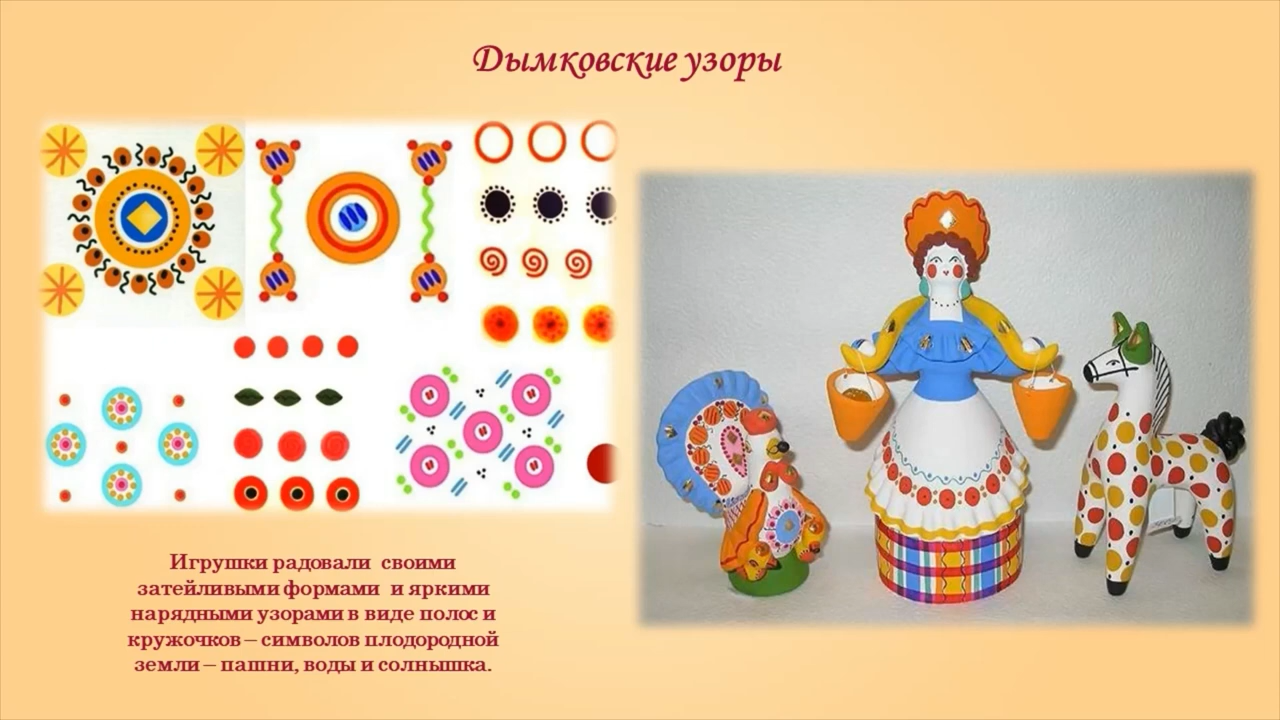 Дымковские узоры
Игрушки радовали своими
затейливыми формами и яркими
нарядными узорами в виде полос и
кружочков – символов плодородной
земли – пашни, воды и солнышка.